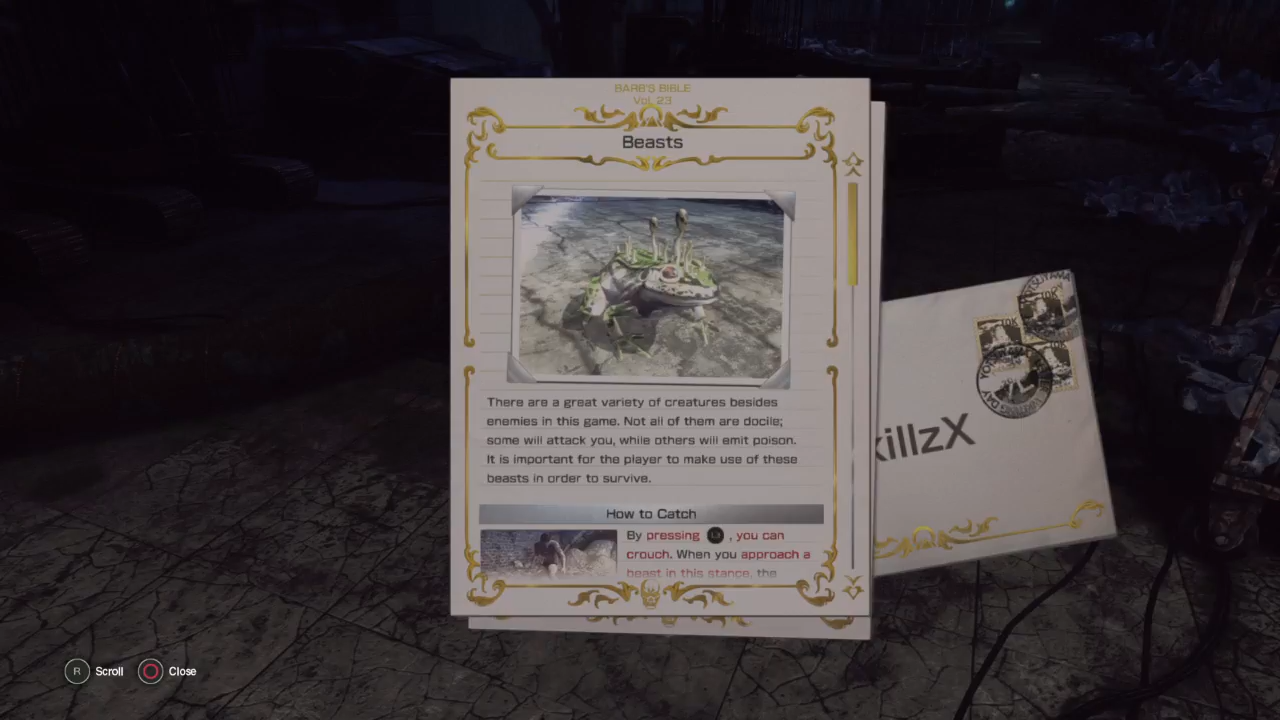 BARB'S BIBLE
Vol. 23
Beasts
There are a great variety of creatures besides
enemies in this game. Not all of them are docile;
some will attack you, while others will emit poison.
It is important for the player to make use of these
beasts in order to survive.
How to Catch
By pressing L3 , you can
crouch. When you approach a
beast in this stance, the
killzX
R Scroll Close